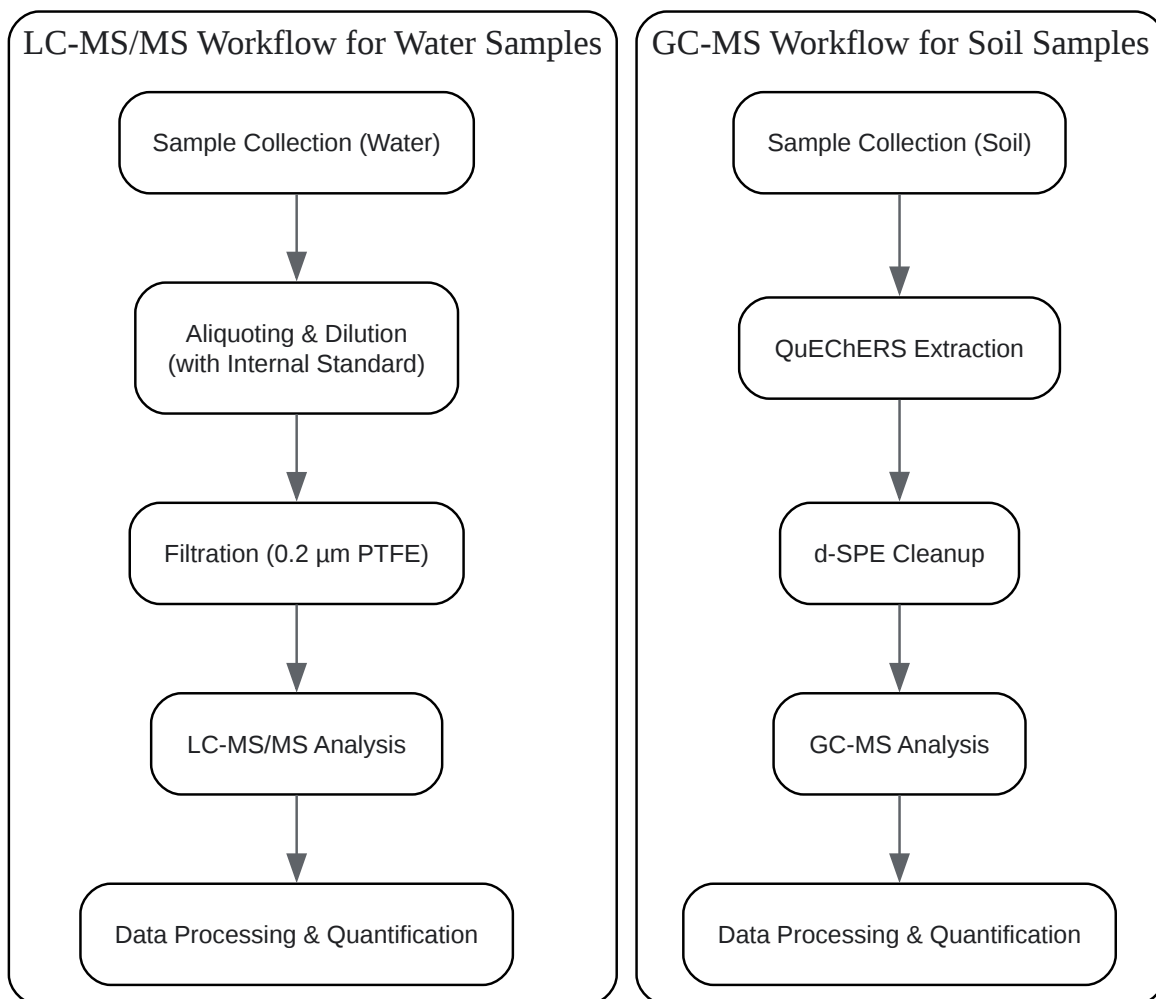 LC-MS/MS Workflow for Water Samples
Sample Collection (Water)
Aliquoting & Dilution
(with Internal Standard)
Filtration (0.2 µm PTFE)
LC-MS/MS Analysis
Data Processing & Quantification
GC-MS Workflow for Soil Samples
Sample Collection (Soil)
QuEChERS Extraction
d-SPE Cleanup
GC-MS Analysis
Data Processing & Quantification